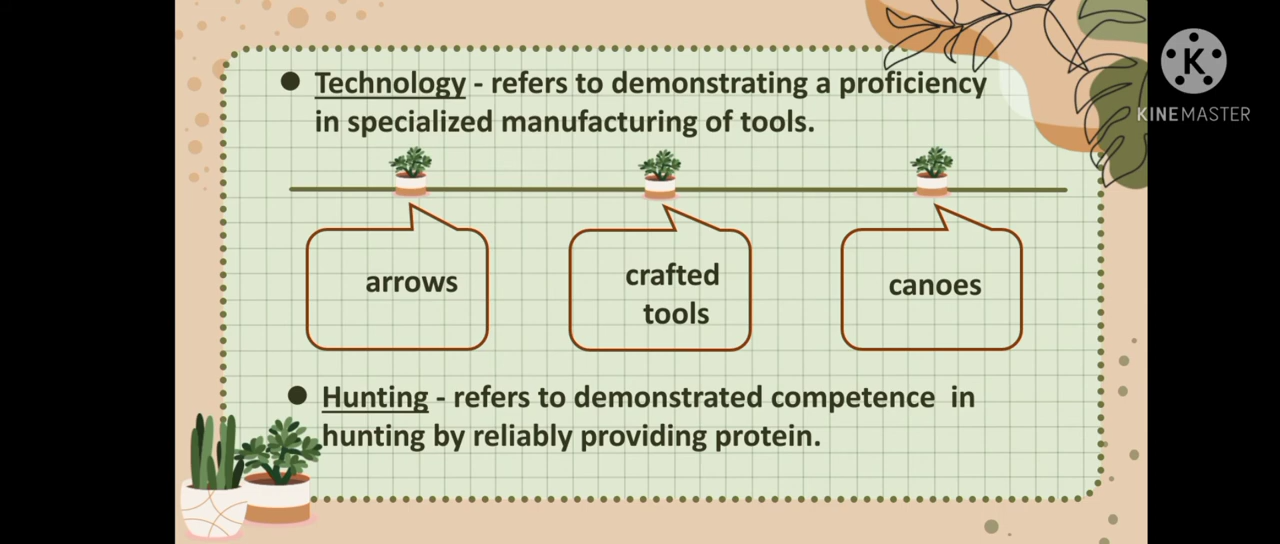 Technology - refers to demonstrating a proficiency
in specialized manufacturing of tools.
arrows
crafted
tools
canoes
Hunting - refers to demonstrated competence in
hunting by reliably providing protein.
K
KINEMASTER